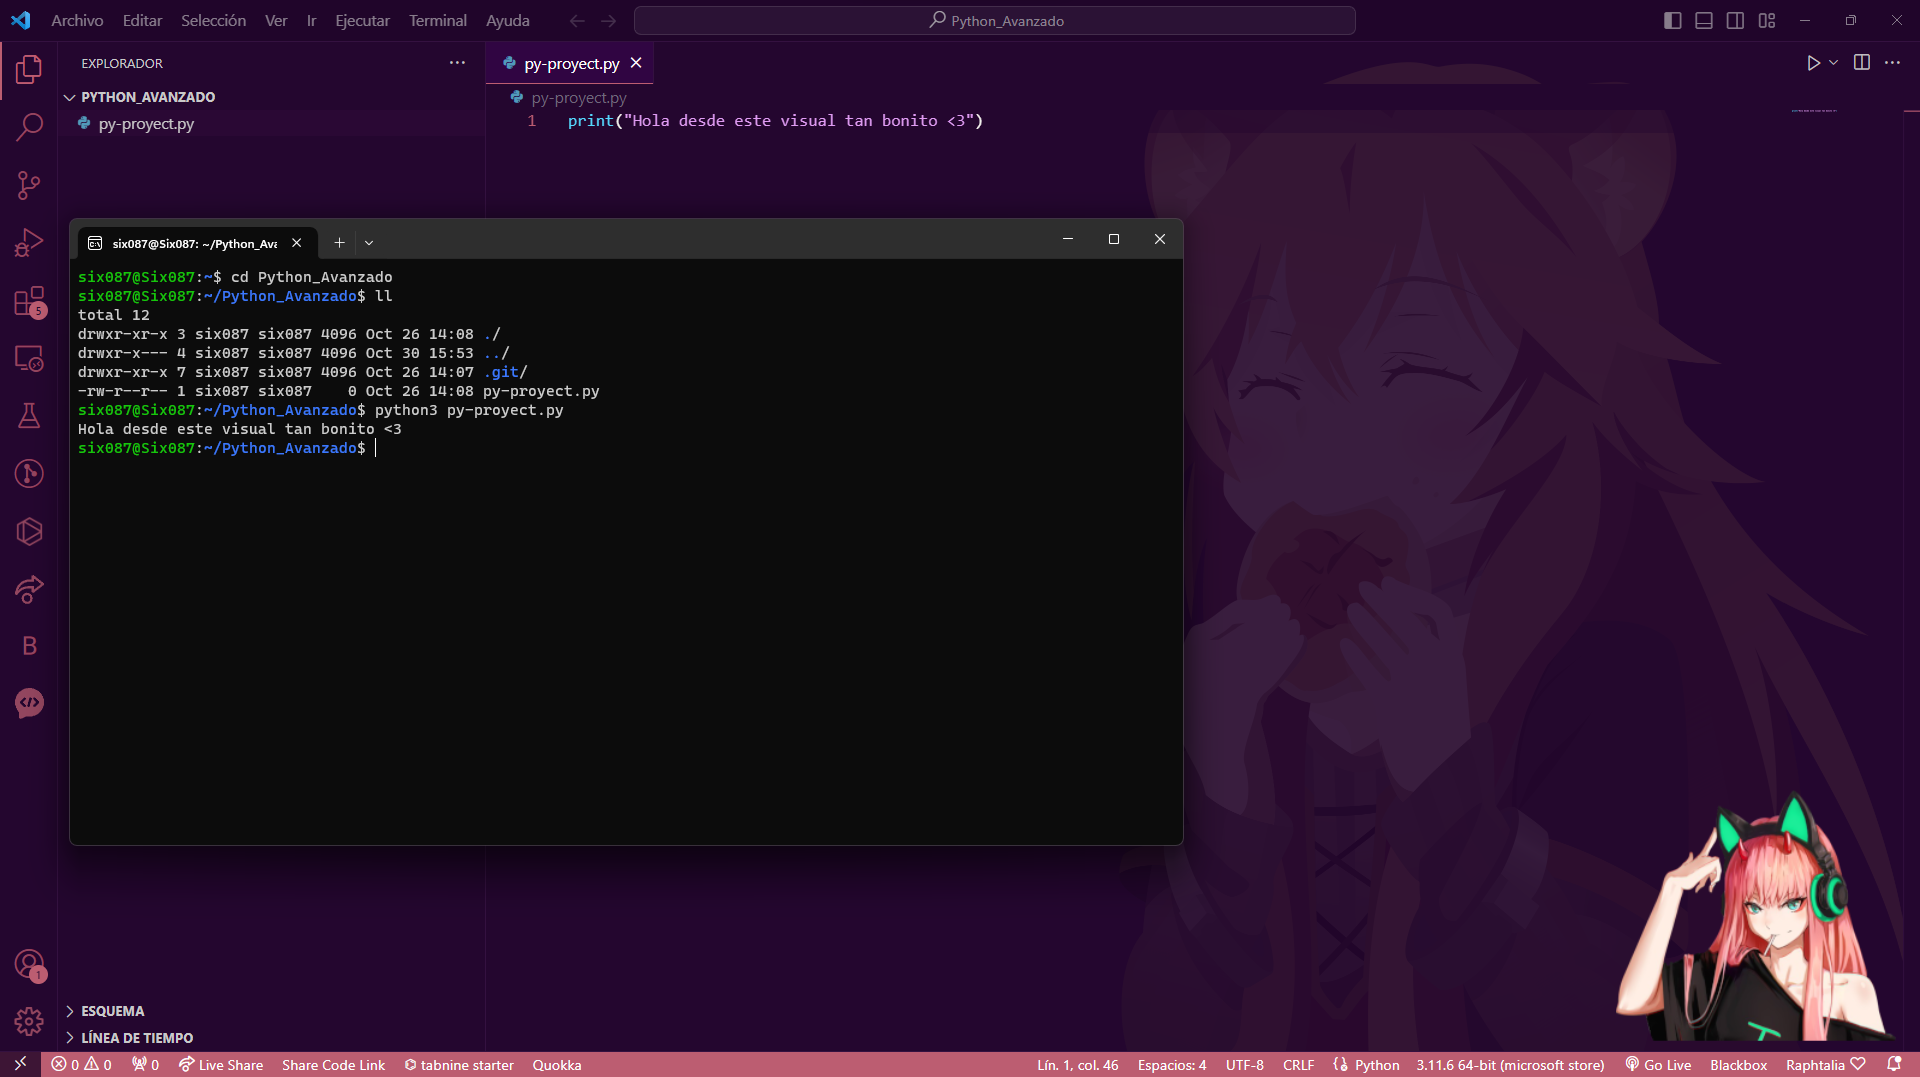 Archivo Editar Selección Ver Ir Ejecutar Terminal Ayuda
Python_Avanzado
EXPLORADOR
py-proyect.py
PYTHON_AVANZADO
py-proyect.py
py-proyect.py
1 print("Hola desde este visual tan bonito <3")
six087@Six087: ~/Python_Ava
six087@Six087:~$ cd Python_Avanzado
six087@Six087:~/Python_Avanzado$ ll
total 12
drwxr-xr-x 3 six087 six087 4096 Oct 26 14:08 ./
drwxr-x--- 4 six087 six087 4096 Oct 30 15:53 ../
drwxr-xr-x 7 six087 six087 4096 Oct 26 14:07 .git/
-rw-r--r-- 1 six087 six087    0 Oct 26 14:08 py-proyect.py
six087@Six087:~/Python_Avanzado$ python3 py-proyect.py
Hola desde este visual tan bonito <3
six087@Six087:~/Python_Avanzado$
5
B
1
ESQUEMA
LÍNEA DE TIEMPO
0 0 0 Live Share Share Code Link tabnine starter Quokka Lín. 1, col. 46 Espacios: 4 UTF-8 CRLF Python 3.11.6 64-bit (microsoft store) Go Live Blackbox Raphtalia